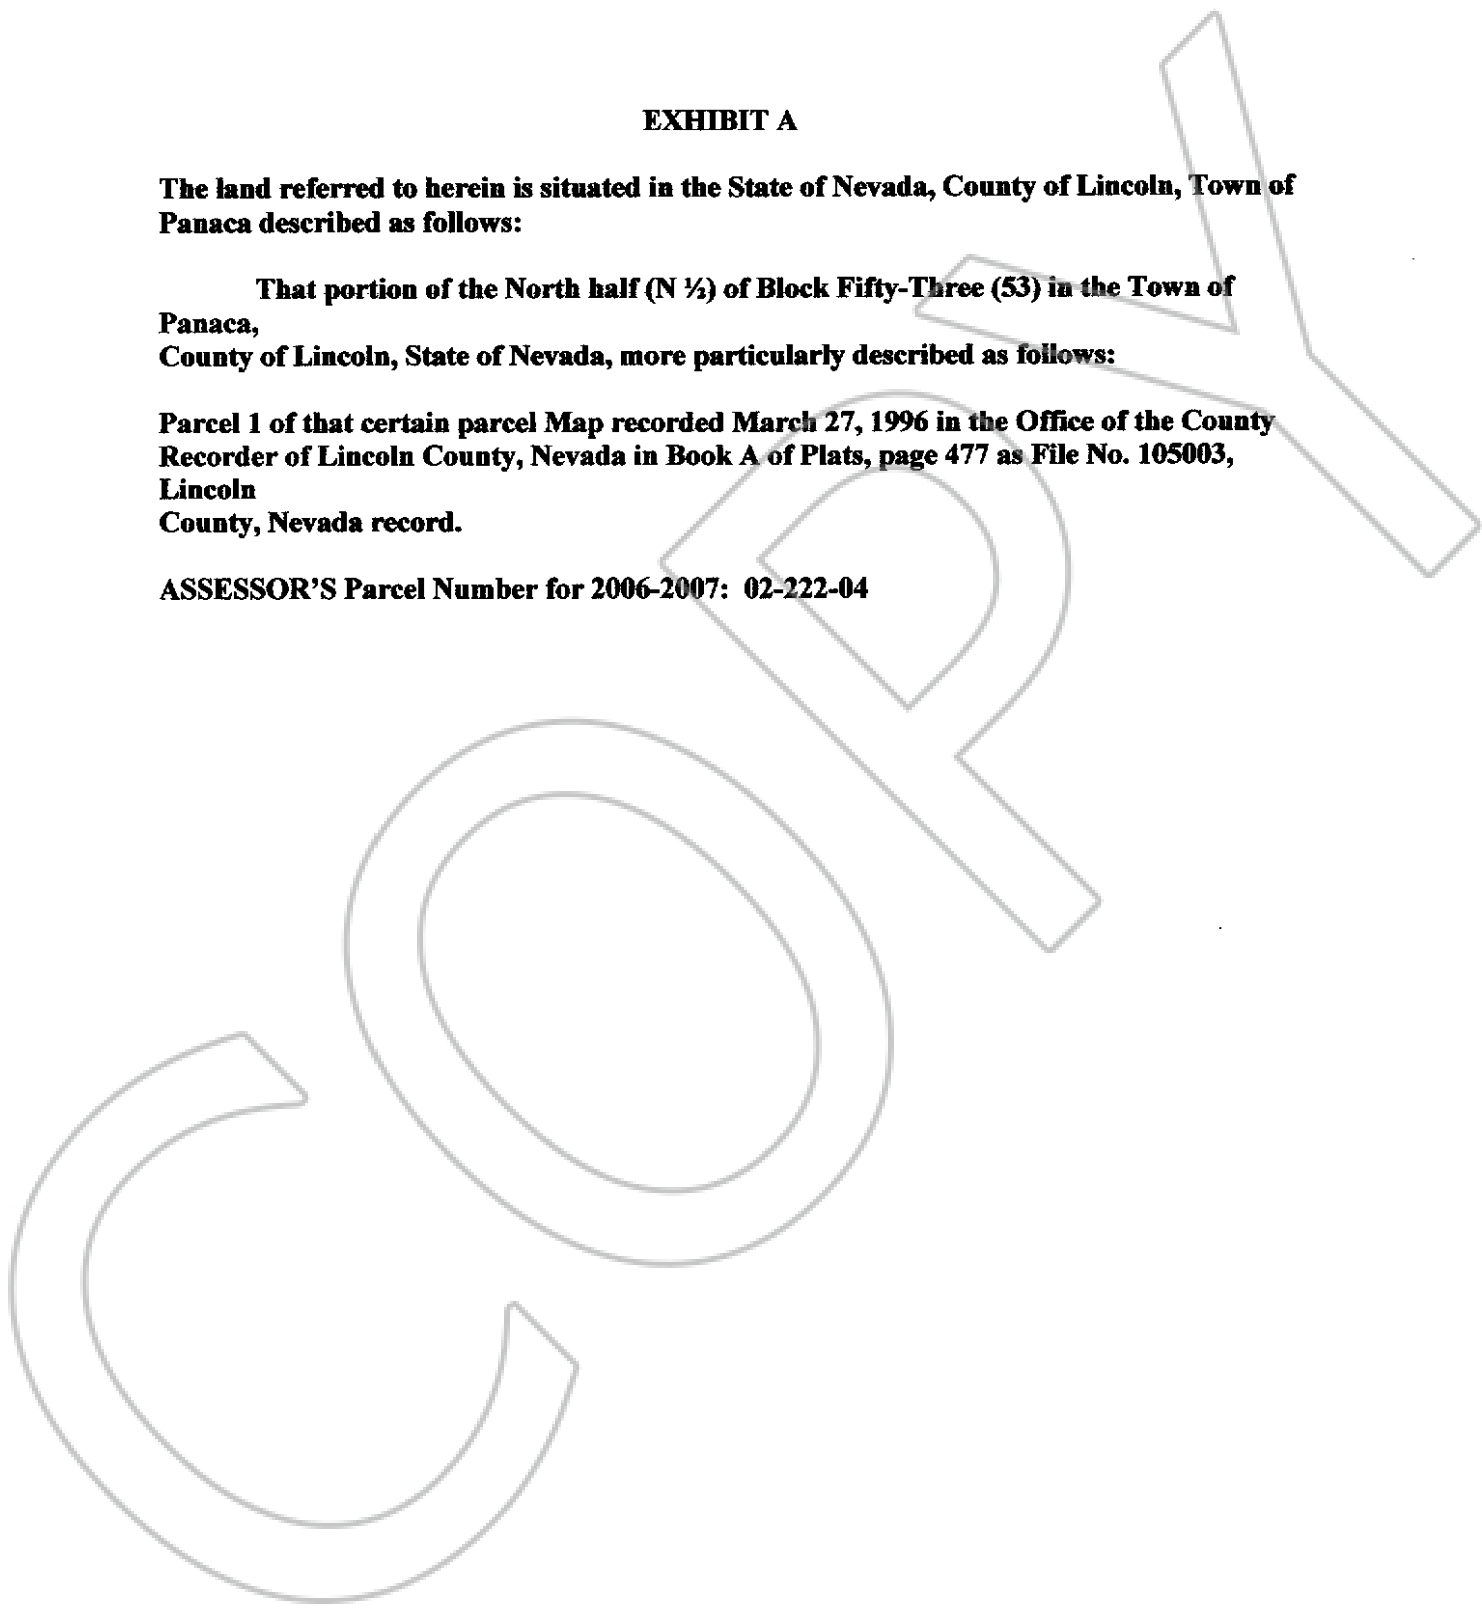 EXHIBIT A
The land referred to herein is situated in the State of Nevada, County of Lincoln, Town of
Panaca described as follows:
That portion of the North half (N ½) of Block Fifty-Three (53) in the Town of
Panaca,
County of Lincoln, State of Nevada, more particularly described as follows:
Parcel 1 of that certain parcel Map recorded March 27, 1996 in the Office of the County
Recorder of Lincoln County, Nevada in Book A of Plats, page 477 as File No. 105003,
Lincoln
County, Nevada record.
ASSESSOR'S Parcel Number for 2006-2007: 02-222-04
COPY